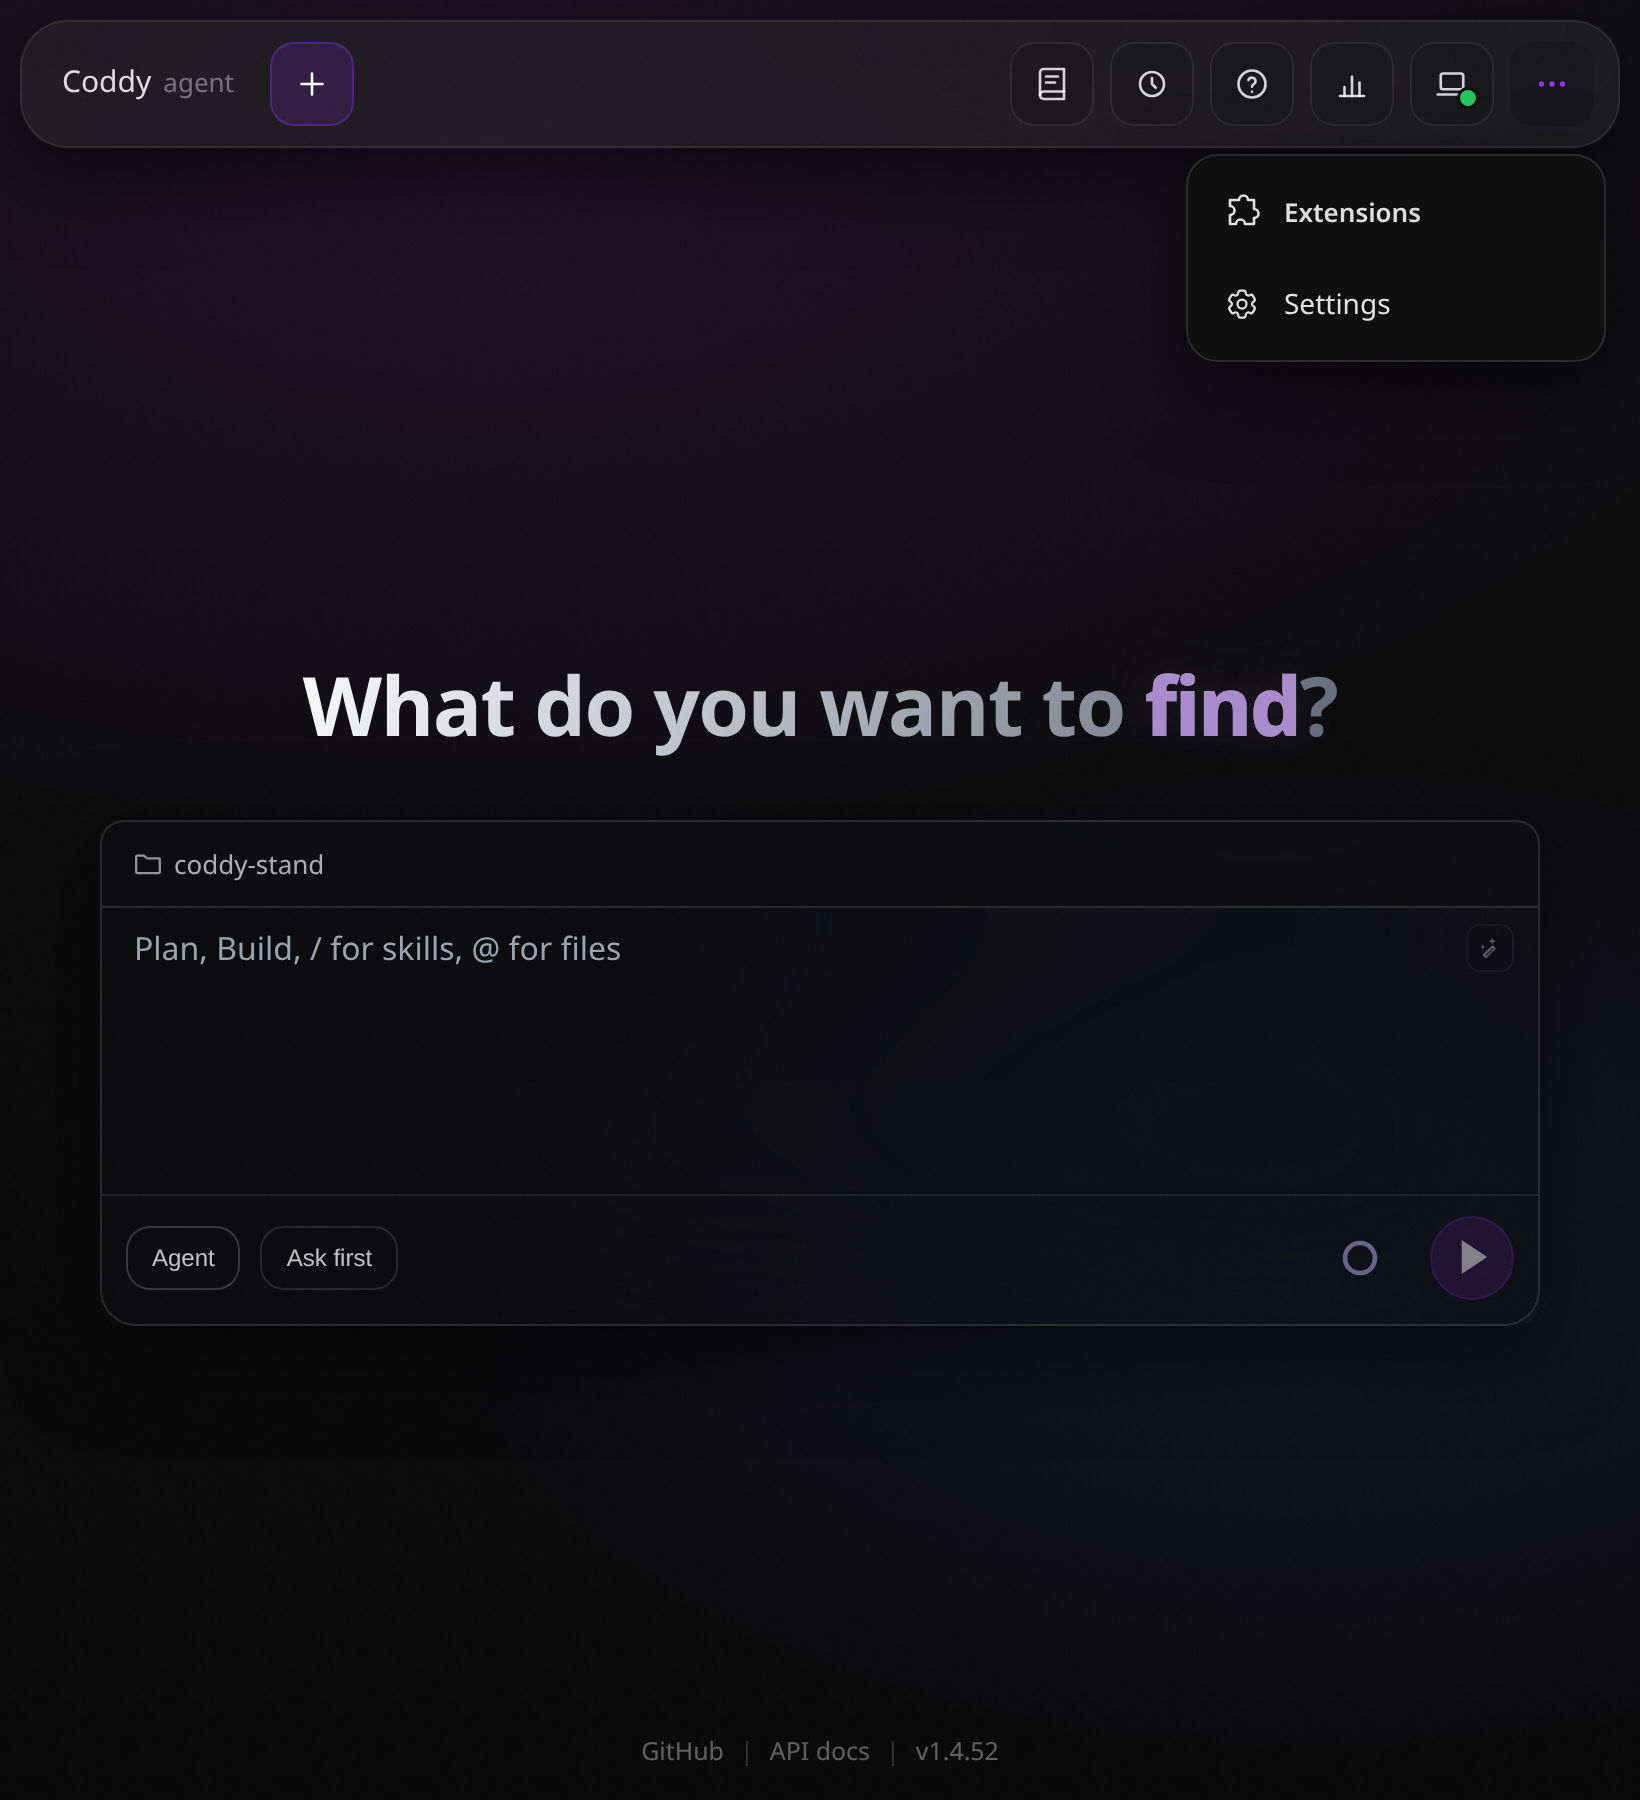 Coddy agent
Extensions
Settings
What do you want to find?
coddy-stand
Plan, Build, / for skills, @ for files
Agent Ask first
GitHub | API docs | v1.4.52